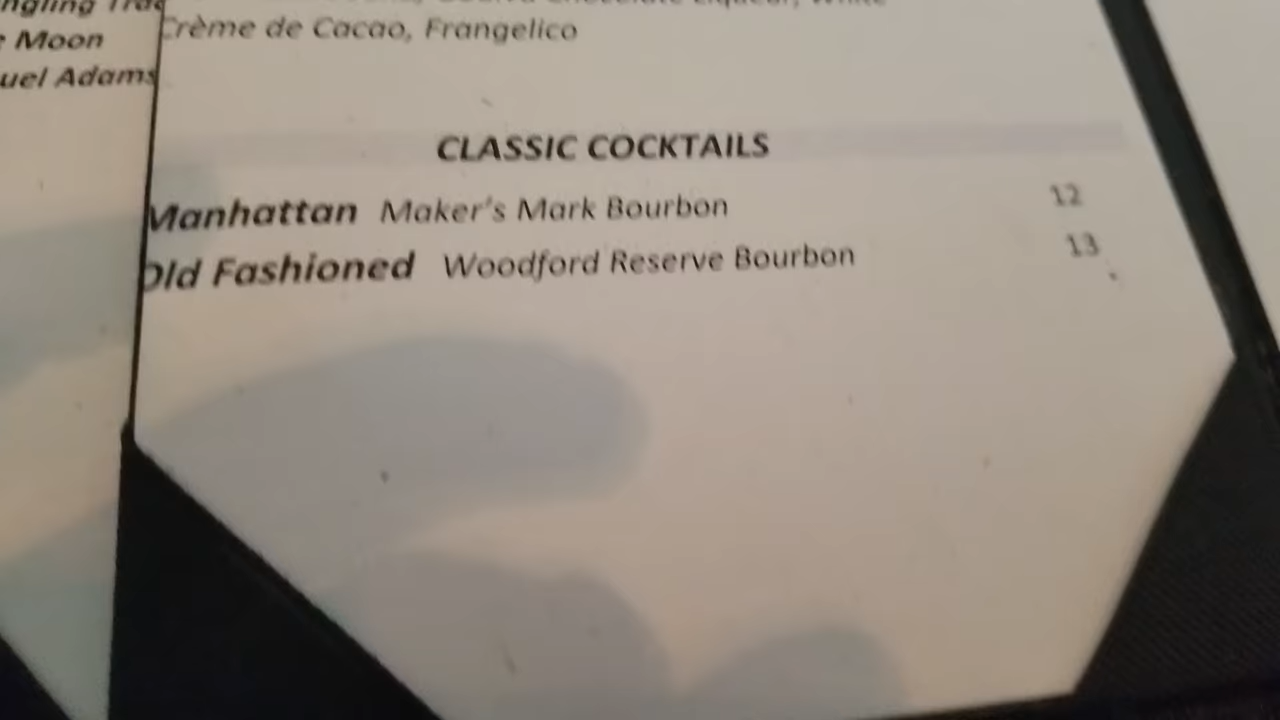 Moon
Adams
Crème de Cacao, Frangelico
CLASSIC COCKTAILS
Manhattan Maker's Mark Bourbon 12
Old Fashioned Woodford Reserve Bourbon 13